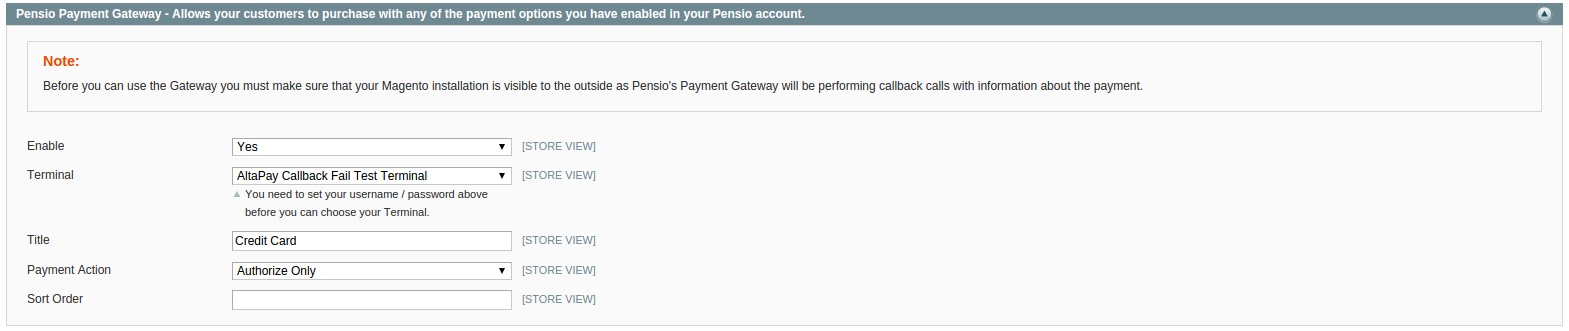 Pensio Payment Gateway - Allows your customers to purchase with any of the payment options you have enabled in your Pensio account.
Note:
Before you can use the Gateway you must make sure that your Magento installation is visible to the outside as Pensio's Payment Gateway will be performing callback calls with information about the payment.
Enable Yes [STORE VIEW]
Terminal AltaPay Callback Fail Test Terminal [STORE VIEW]
You need to set your username / password above
before you can choose your Terminal.
Title Credit Card [STORE VIEW]
Payment Action Authorize Only [STORE VIEW]
Sort Order [STORE VIEW]